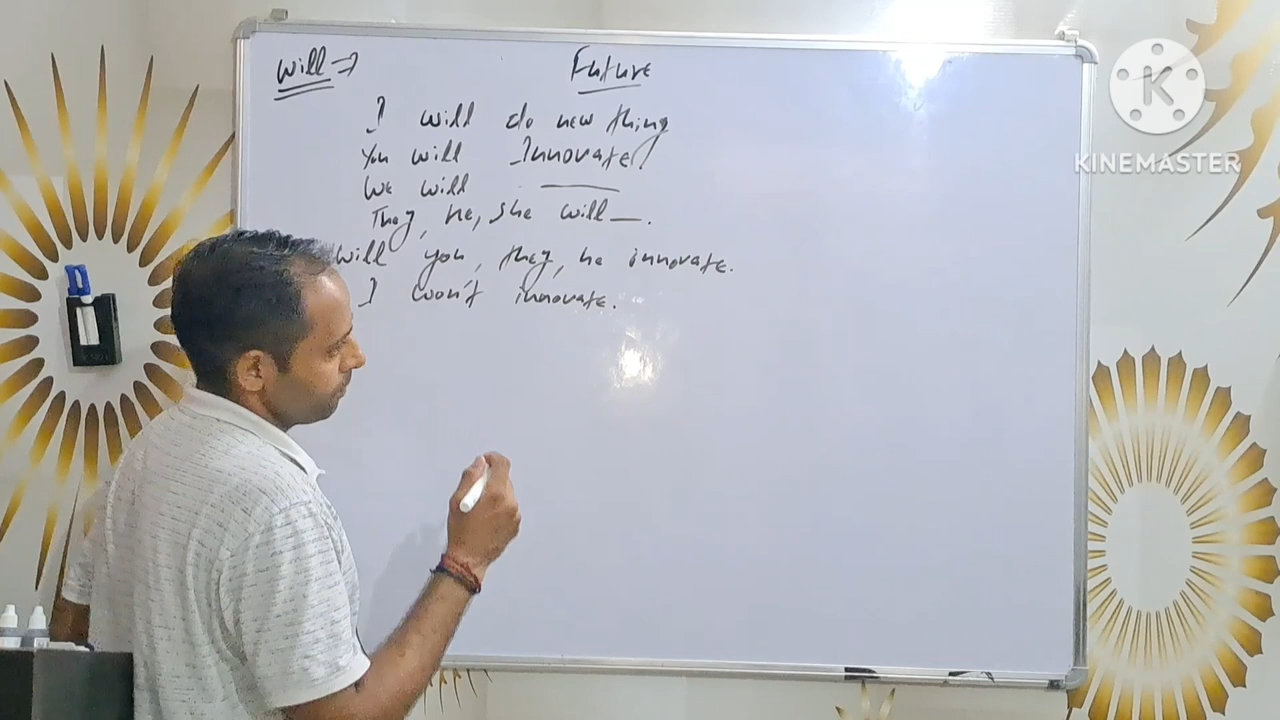 Will → Future
I will do new thing
You will Innovate!
We will ——
They, he, she will —.
Will you, they, he innovate.
I won't innovate.
KINEMASTER